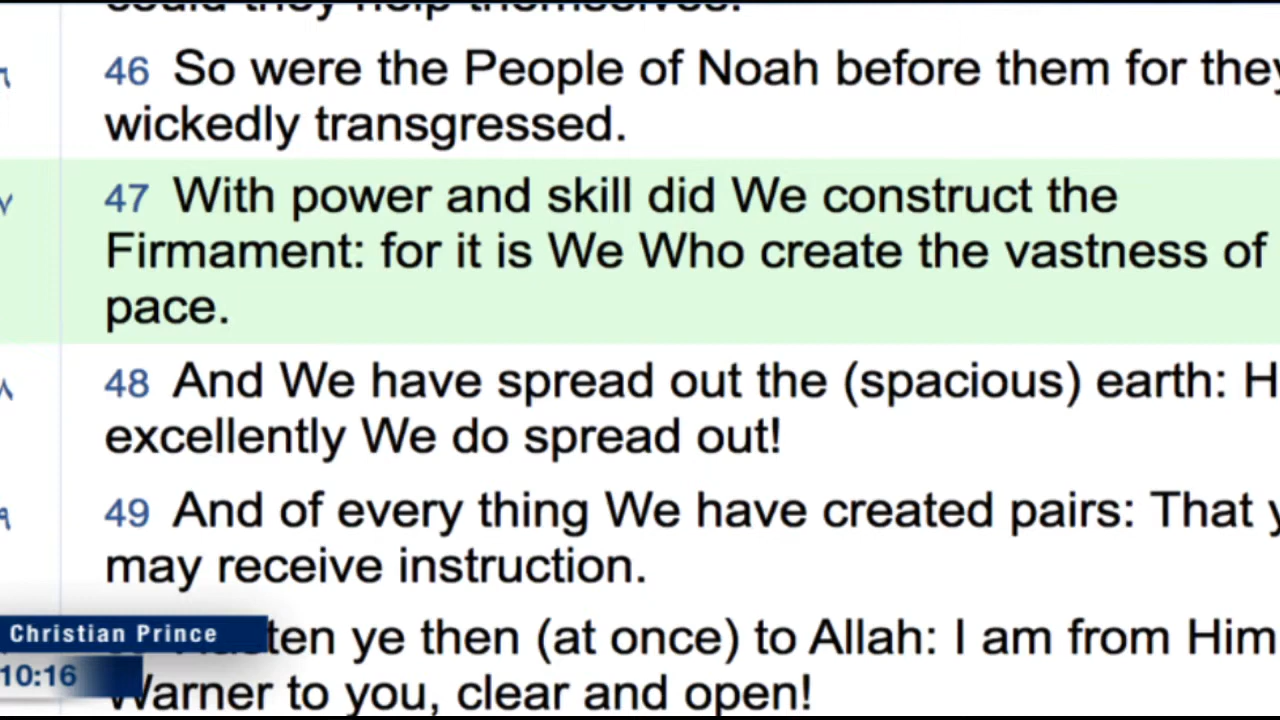 could they help themselves.
46 So were the People of Noah before them for they
wickedly transgressed.
47 With power and skill did We construct the
Firmament: for it is We Who create the vastness of
pace.
48 And We have spread out the (spacious) earth: H
excellently We do spread out!
49 And of every thing We have created pairs: That y
may receive instruction.
ten ye then (at once) to Allah: I am from Him
Warner to you, clear and open!
Christian Prince
10:16